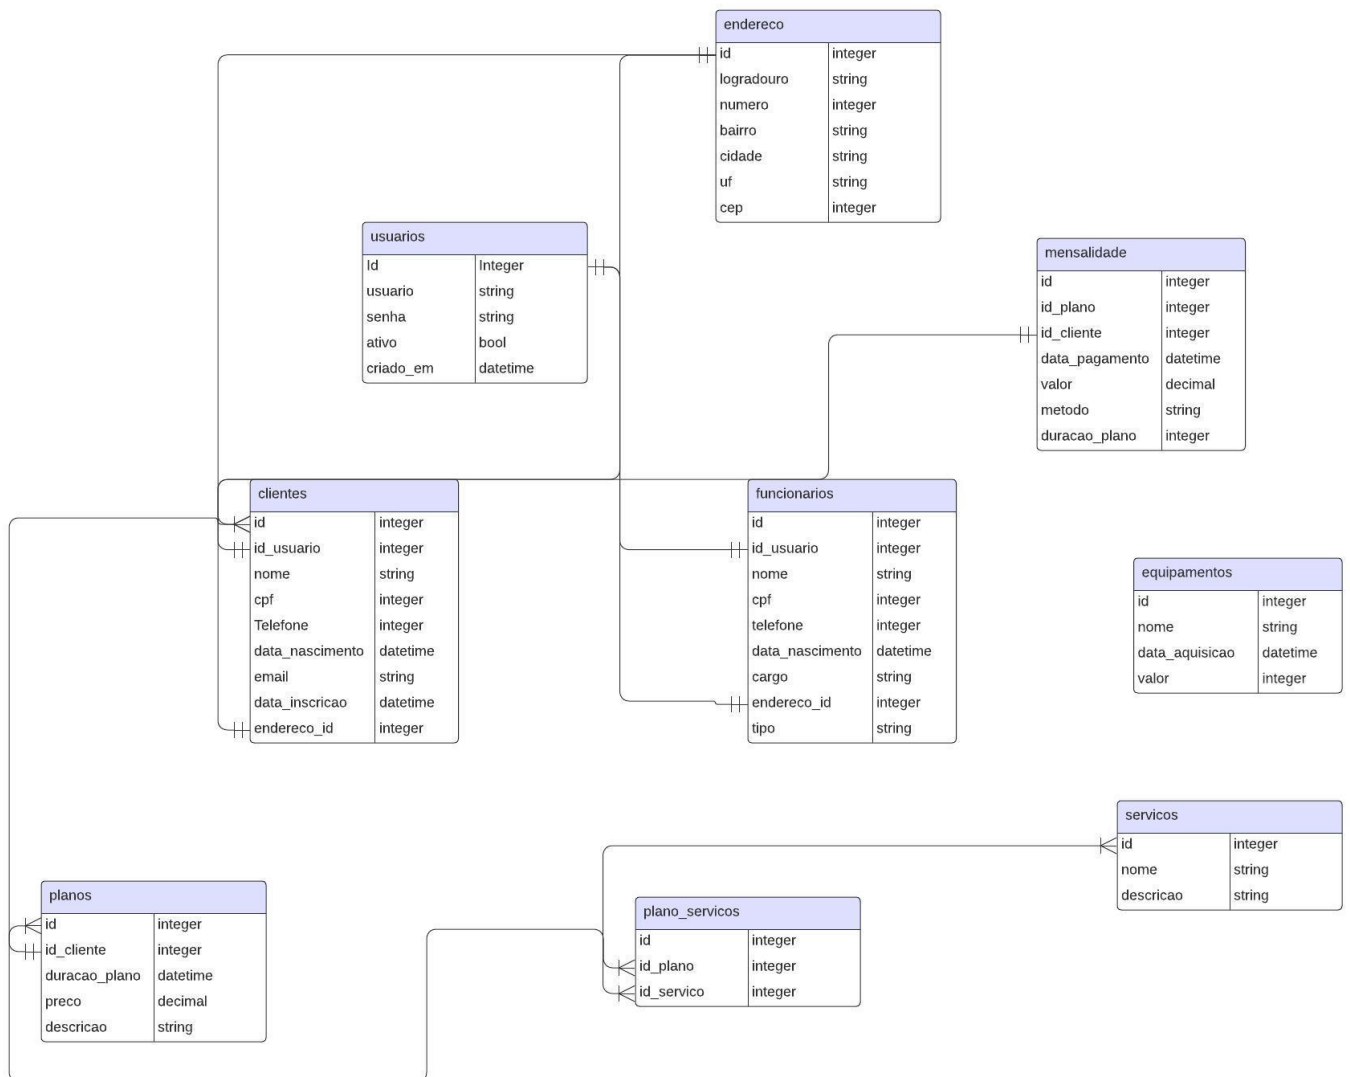 endereco
id integer
logradouro string
numero integer
bairro string
cidade string
uf string
cep integer
usuarios
Id Integer
usuario string
senha string
ativo bool
criado_em datetime
mensalidade
id integer
id_plano integer
id_cliente integer
data_pagamento datetime
valor decimal
metodo string
duracao_plano integer
clientes
id integer
id_usuario integer
nome string
cpf integer
Telefone integer
data_nascimento datetime
email string
data_inscricao datetime
endereco_id integer
funcionarios
id integer
id_usuario integer
nome string
cpf integer
telefone integer
data_nascimento datetime
cargo string
endereco_id integer
tipo string
equipamentos
id integer
nome string
data_aquisicao datetime
valor integer
servicos
id integer
nome string
descricao string
planos
id integer
id_cliente integer
duracao_plano datetime
preco decimal
descricao string
plano_servicos
id integer
id_plano integer
id_servico integer